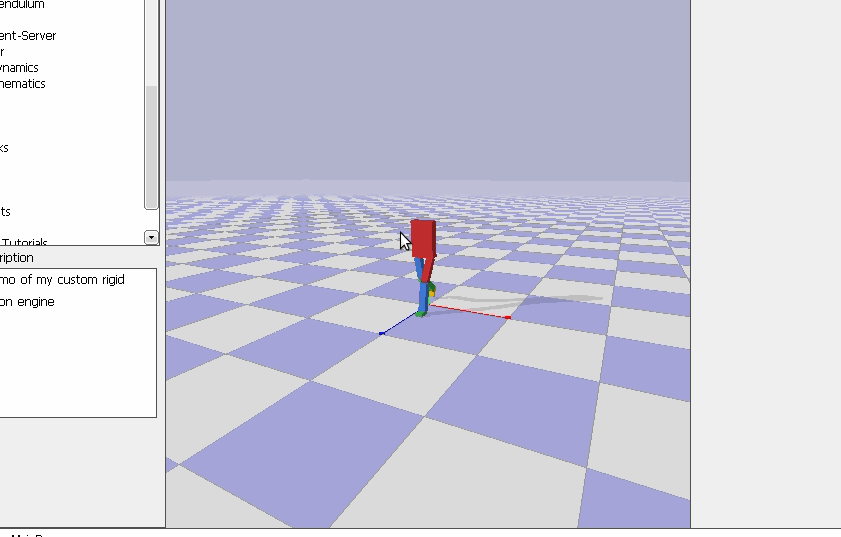 endulum
ent-Server
r
ynamics
nematics
ks
ts
Tutorials
ription
mo of my custom rigid
on engine